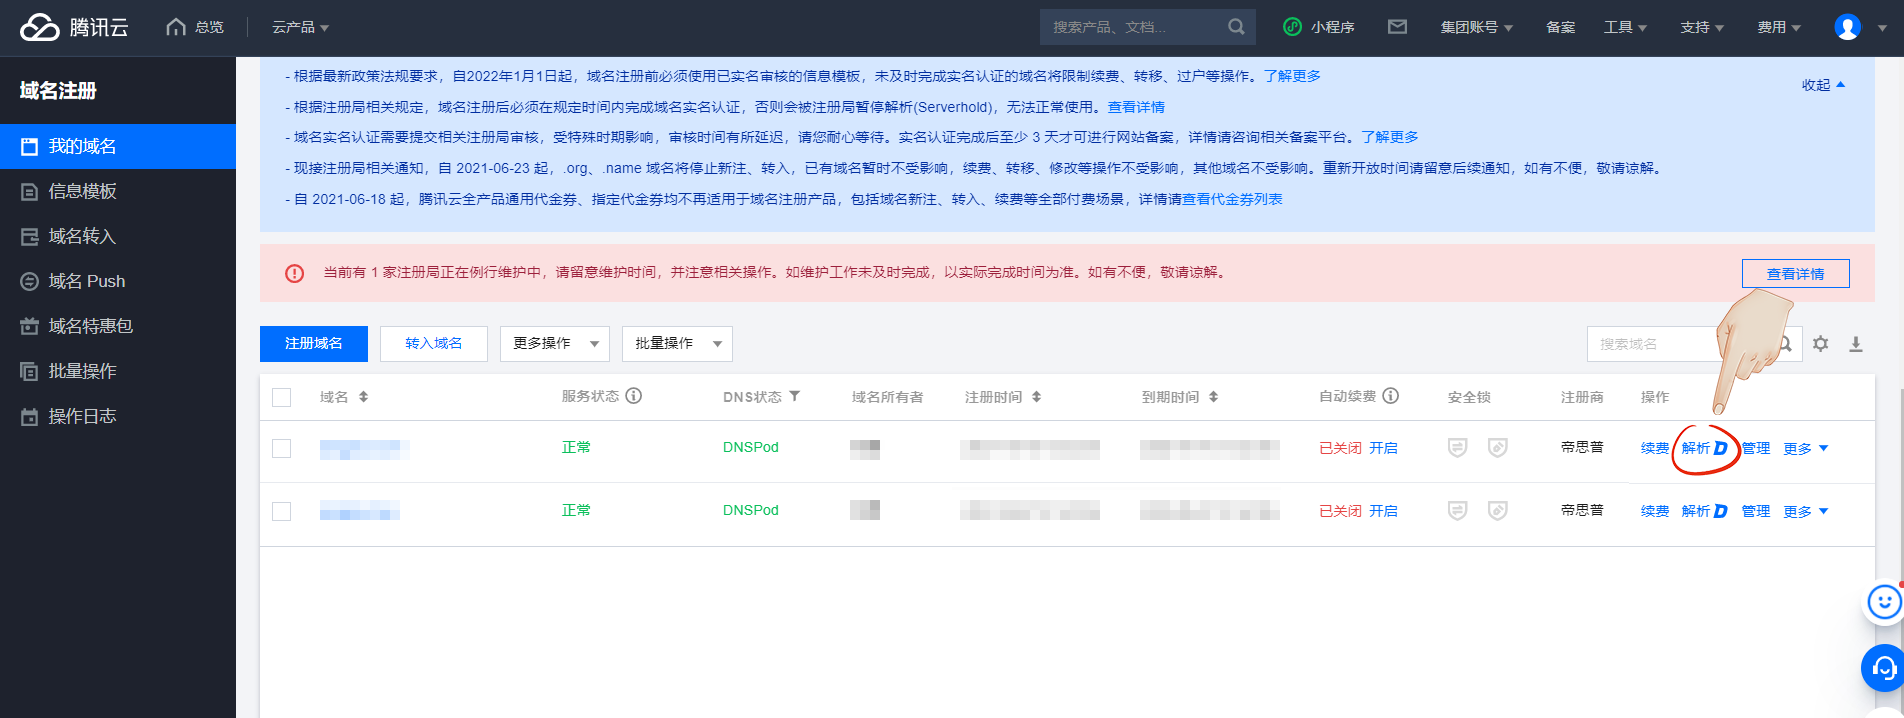 腾讯云
总览
云产品
搜索产品、文档...
小程序
集团账号
备案
工具
支持
费用
域名注册
我的域名
信息模板
域名转入
域名 Push
域名特惠包
批量操作
操作日志
- 根据最新政策法规要求，自2022年1月1日起，域名注册前必须使用已实名审核的信息模板，未及时完成实名认证的域名将限制续费、转移、过户等操作。了解更多
收起
- 根据注册局相关规定，域名注册后必须在规定时间内完成域名实名认证，否则会被注册局暂停解析(Serverhold)，无法正常使用。查看详情
- 域名实名认证需要提交相关注册局审核，受特殊时期影响，审核时间有所延迟，请您耐心等待。实名认证完成后至少 3 天才可进行网站备案，详情请咨询相关备案平台。了解更多
- 现接注册局相关通知，自 2021-06-23 起，.org、.name 域名将停止新注、转入，已有域名暂时不受影响，续费、转移、修改等操作不受影响，其他域名不受影响。重新开放时间请留意后续通知，如有不便，敬请谅解。
- 自 2021-06-18 起，腾讯云全产品通用代金券、指定代金券均不再适用于域名注册产品，包括域名新注、转入、续费等全部付费场景，详情请查看代金券列表
当前有 1 家注册局正在例行维护中，请留意维护时间，并注意相关操作。如维护工作未及时完成，以实际完成时间为准。如有不便，敬请谅解。
查看详情
注册域名
转入域名
更多操作
批量操作
搜索域名
域名 服务状态 DNS状态 域名所有者 注册时间 到期时间 自动续费 安全锁 注册商 操作
正常 DNSPod 已关闭 开启 帝思普 续费 解析 D 管理 更多
正常 DNSPod 已关闭 开启 帝思普 续费 解析 D 管理 更多